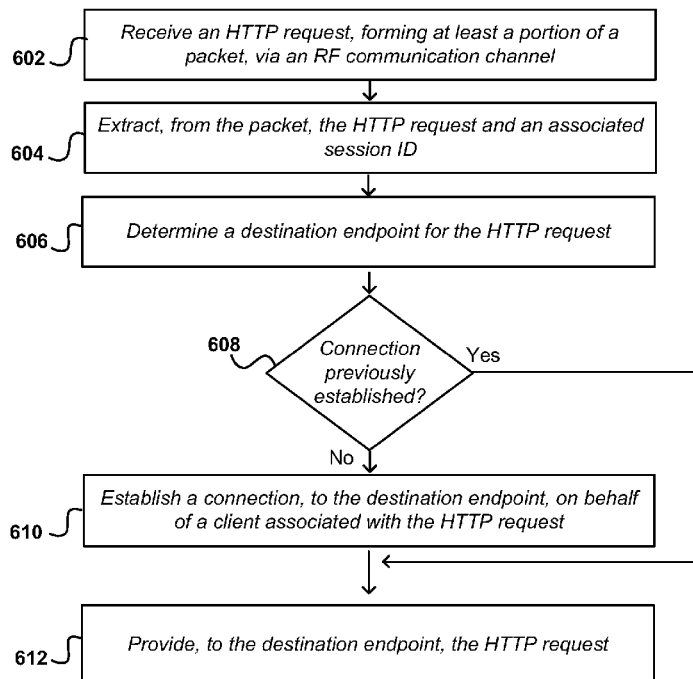 Receive an HTTP request, forming at least a portion of a
packet, via an RF communication channel
602
Extract, from the packet, the HTTP request and an associated
session ID
604
Determine a destination endpoint for the HTTP request
606
608
Connection
previously
established?
Yes
No
Establish a connection, to the destination endpoint, on behalf
of a client associated with the HTTP request
610
Provide, to the destination endpoint, the HTTP request
612